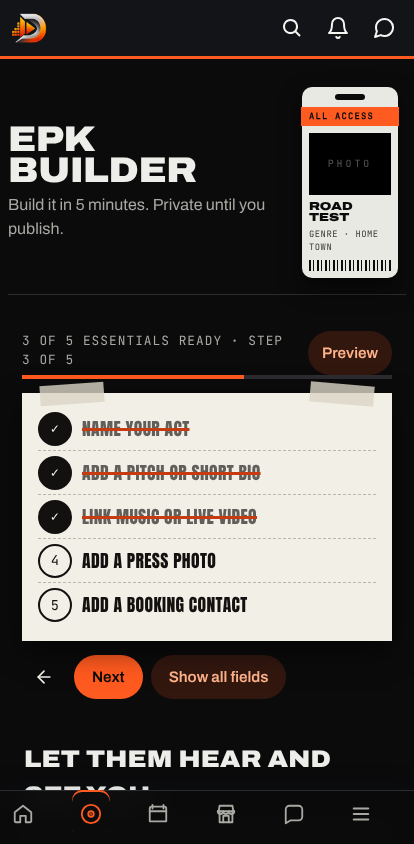 EPK
BUILDER
Build it in 5 minutes. Private until you
publish.
ALL ACCESS
PHOTO
ROAD
TEST
GENRE · HOME
TOWN
3 OF 5 ESSENTIALS READY · STEP
3 OF 5
Preview
✓ NAME YOUR ACT
✓ ADD A PITCH OR SHORT BIO
✓ LINK MUSIC OR LIVE VIDEO
4 ADD A PRESS PHOTO
5 ADD A BOOKING CONTACT
← Next Show all fields
LET THEM HEAR AND
SEE YOU